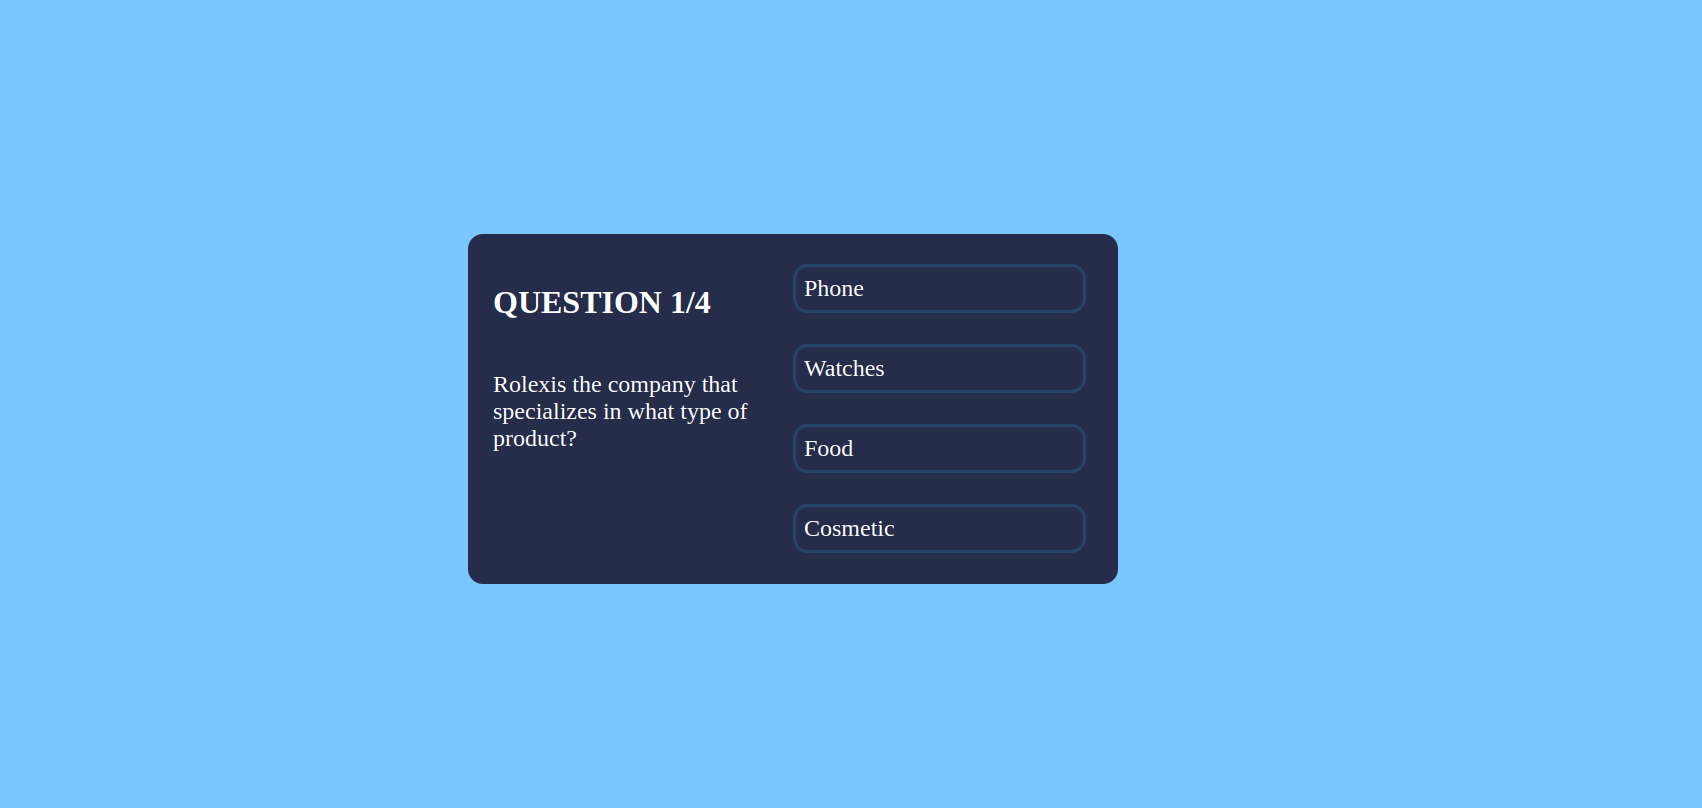 QUESTION 1/4
Rolexis the company that
specializes in what type of
product?
Phone
Watches
Food
Cosmetic